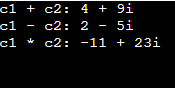 c1 + c2: 4 + 9i
c1 - c2: 2 - 5i
c1 * c2: -11 + 23i